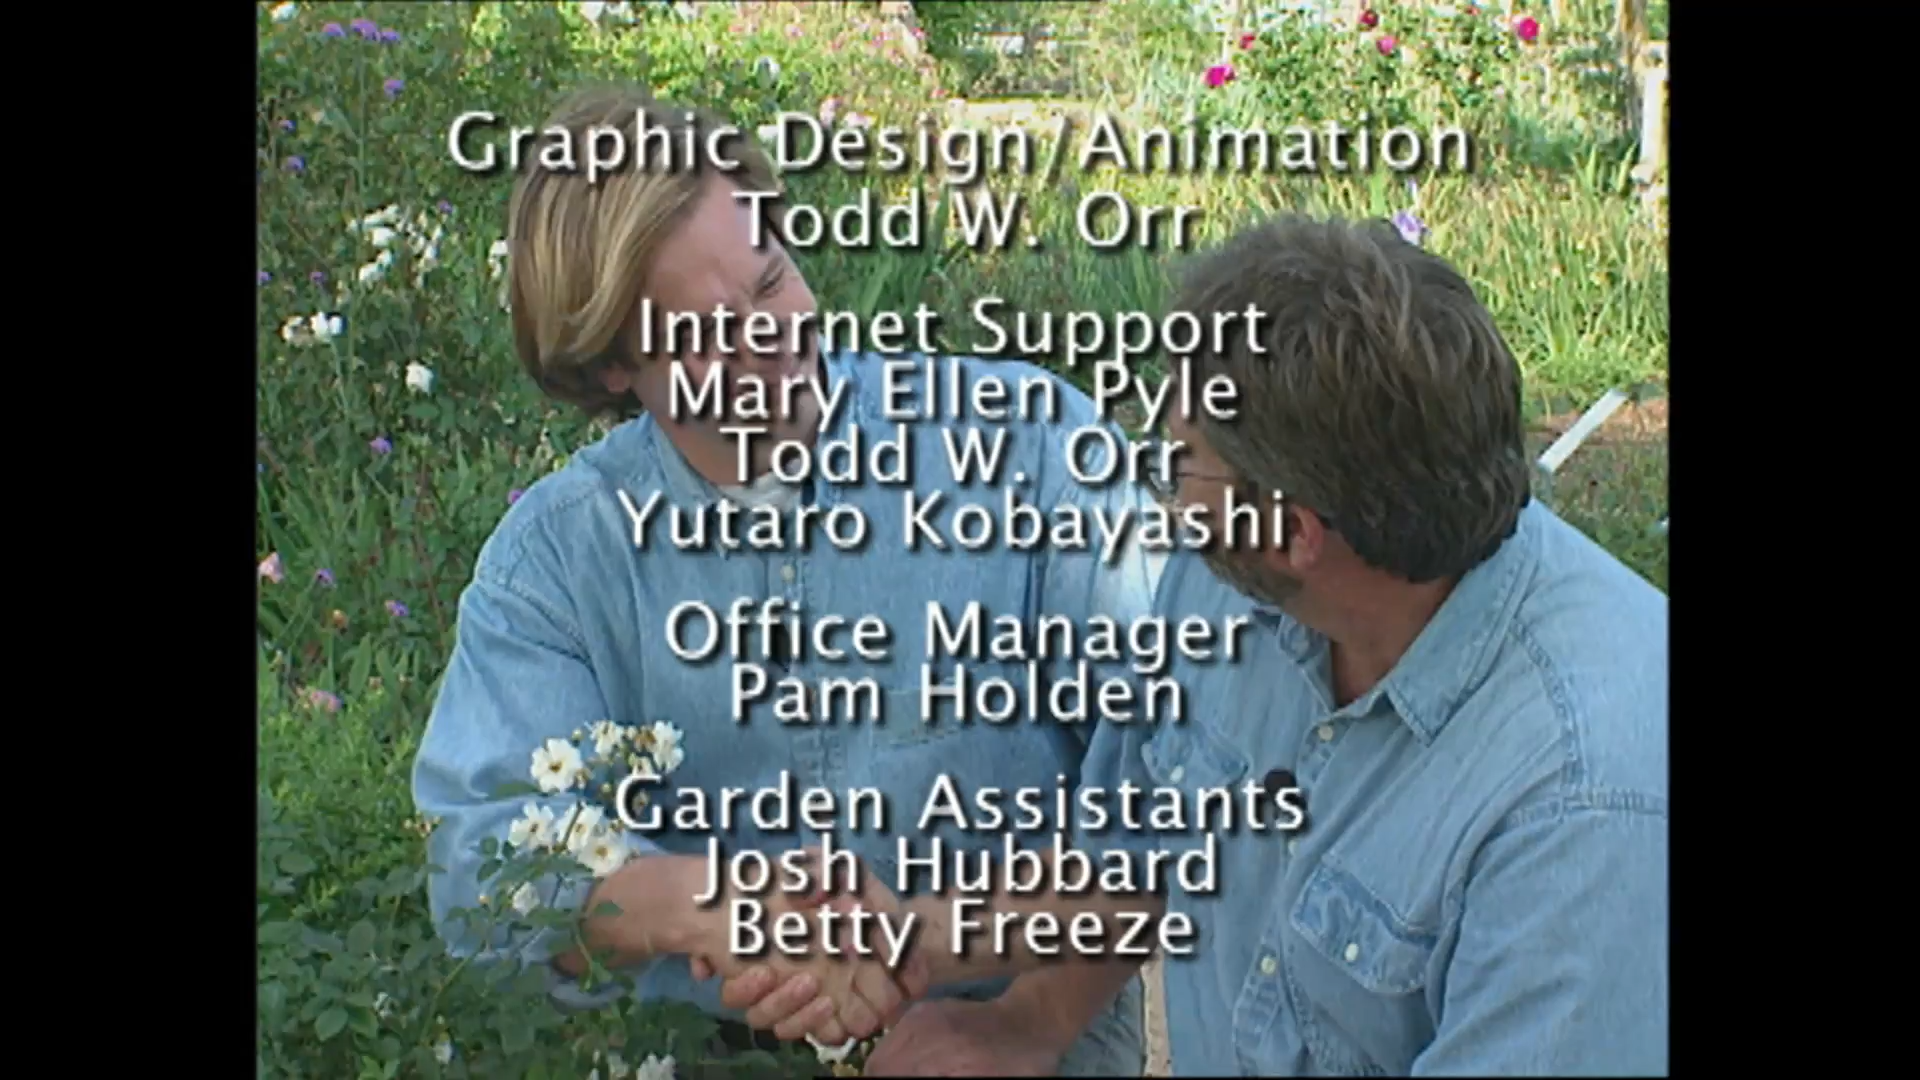 Graphic Design/Animation
Todd W. Orr
Internet Support
Mary Ellen Pyle
Todd W. Orr
Yutaro Kobayashi
Office Manager
Pam Holden
Garden Assistants
Josh Hubbard
Betty Freeze